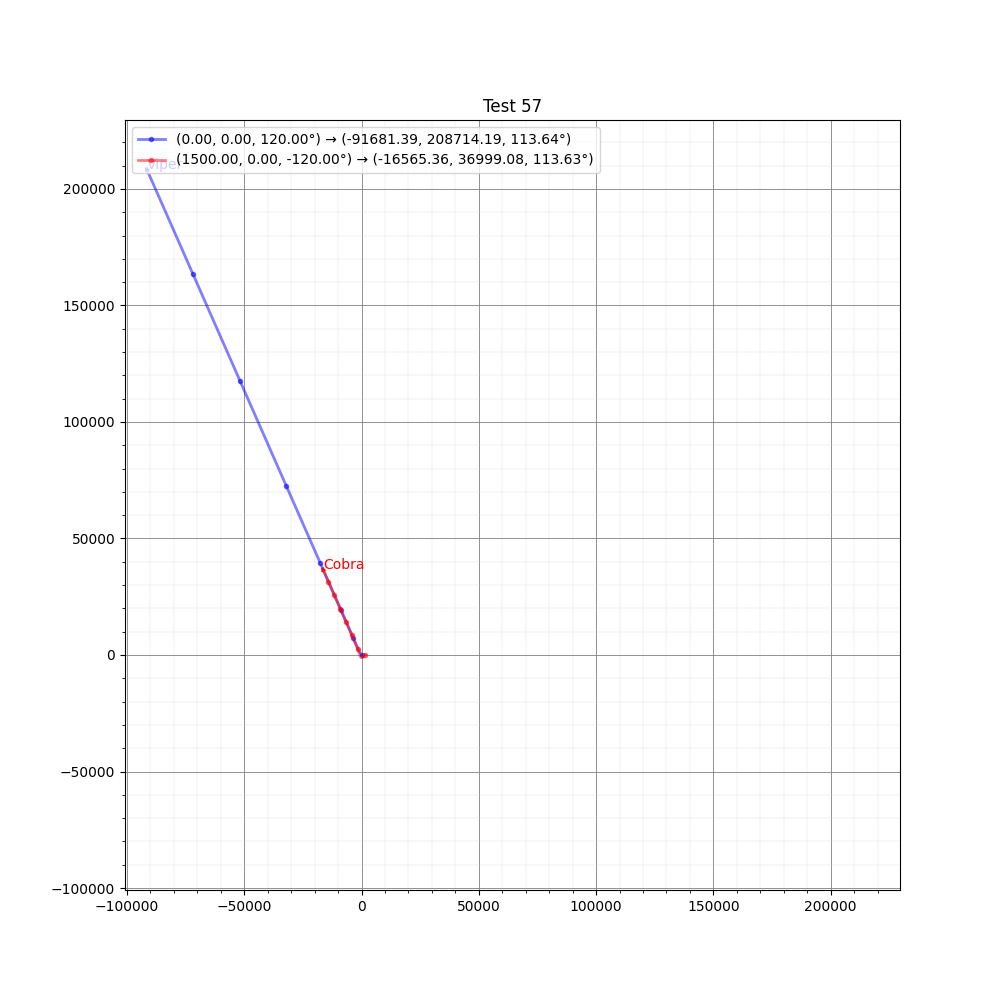 Test 57
(0.00, 0.00, 120.00°) → (-91681.39, 208714.19, 113.64°)
(1500.00, 0.00, -120.00°) → (-16565.36, 36999.08, 113.63°)
Viper
200000
150000
100000
50000
Cobra
0
−50000
−100000
−100000 −50000 0 50000 100000 150000 200000